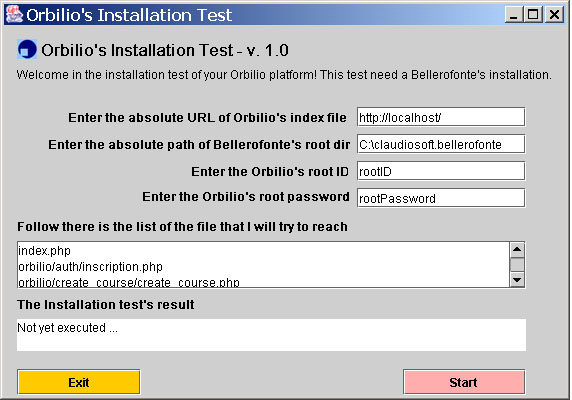 Orbilio's Installation Test
Orbilio's Installation Test - v. 1.0
Welcome in the installation test of your Orbilio platform! This test need a Bellerofonte's installation.
Enter the absolute URL of Orbilio's index file http://localhost/
Enter the absolute path of Bellerofonte's root dir C:\claudiosoft.bellerofonte
Enter the Orbilio's root ID rootID
Enter the Orbilio's root password rootPassword
Follow there is the list of the file that I will try to reach
index.php
orbilio/auth/inscription.php
orbilio/create_course/create_course.php
The Installation test's result
Not yet executed ...
Exit Start